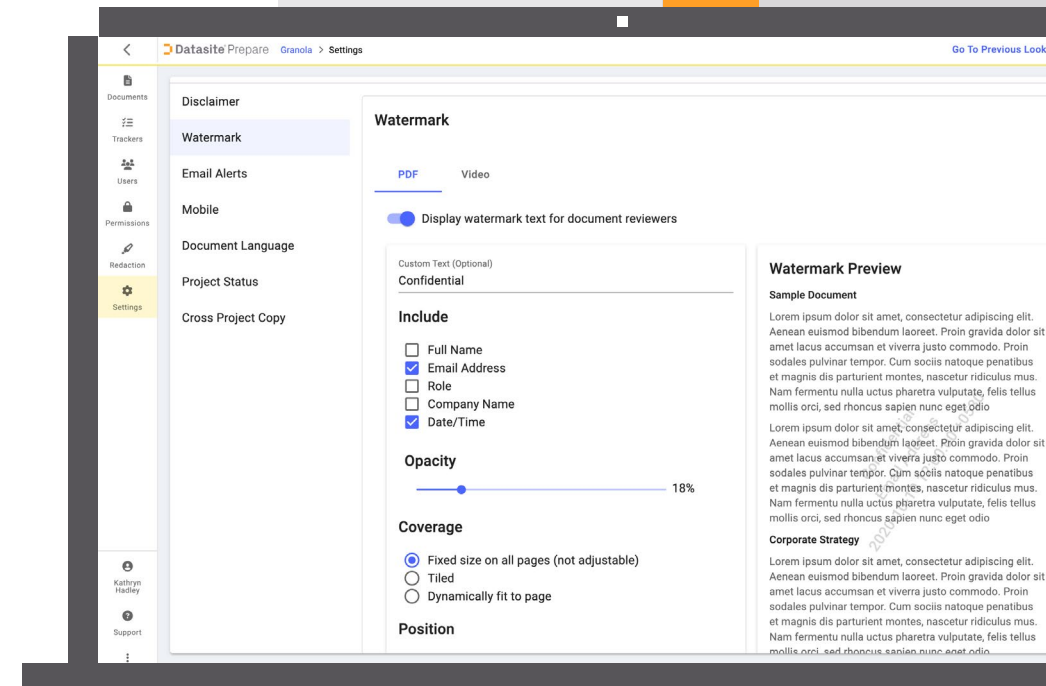 Datasite Prepare Granola > Settings
Go To Previous Look
Documents
Trackers
Users
Permissions
Redaction
Settings
Kathryn
Hadley
Support
Disclaimer
Watermark
Email Alerts
Mobile
Document Language
Project Status
Cross Project Copy
Watermark
PDF Video
Display watermark text for document reviewers
Custom Text (Optional)
Confidential
Include
Full Name
Email Address
Role
Company Name
Date/Time
Opacity
18%
Coverage
Fixed size on all pages (not adjustable)
Tiled
Dynamically fit to page
Position
Watermark Preview
Sample Document
Lorem ipsum dolor sit amet, consectetur adipiscing elit.
Aenean euismod bibendum laoreet. Proin gravida dolor sit
amet lacus accumsan et viverra justo commodo. Proin
sodales pulvinar tempor. Cum sociis natoque penatibus
et magnis dis parturient montes, nascetur ridiculus mus.
Nam fermentu nulla uctus pharetra vulputate, felis tellus
mollis orci, sed rhoncus sapien nunc eget odio
Lorem ipsum dolor sit amet, consectetur adipiscing elit.
Aenean euismod bibendum laoreet. Proin gravida dolor sit
amet lacus accumsan et viverra justo commodo. Proin
sodales pulvinar tempor. Cum sociis natoque penatibus
et magnis dis parturient montes, nascetur ridiculus mus.
Nam fermentu nulla uctus pharetra vulputate, felis tellus
mollis orci, sed rhoncus sapien nunc eget odio
Corporate Strategy
Lorem ipsum dolor sit amet, consectetur adipiscing elit.
Aenean euismod bibendum laoreet. Proin gravida dolor sit
amet lacus accumsan et viverra justo commodo. Proin
sodales pulvinar tempor. Cum sociis natoque penatibus
et magnis dis parturient montes, nascetur ridiculus mus.
Nam fermentu nulla uctus pharetra vulputate, felis tellus
mollis orci, sed rhoncus sapien nunc eget odio
Confidential
Email Address